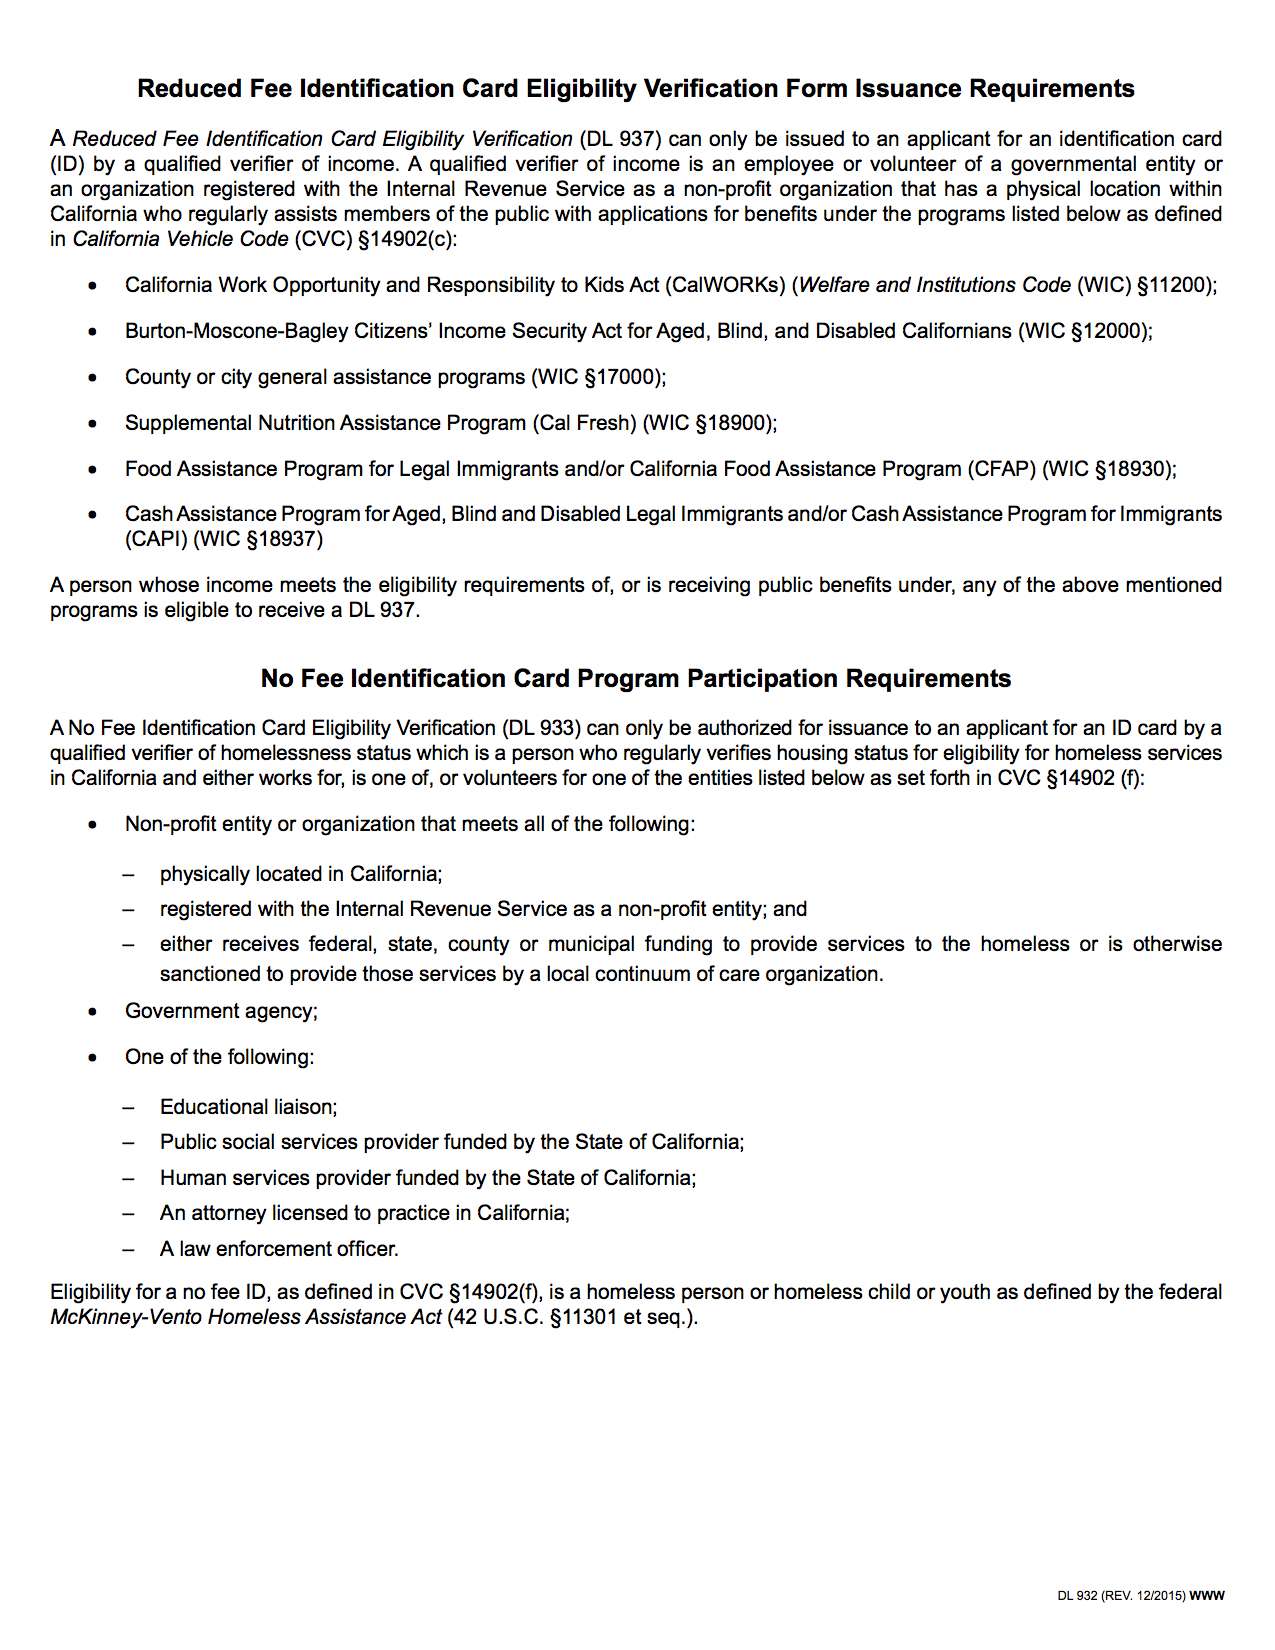 Reduced Fee Identification Card Eligibility Verification Form Issuance Requirements
A Reduced Fee Identification Card Eligibility Verification (DL 937) can only be issued to an applicant for an identification card
(ID) by a qualified verifier of income. A qualified verifier of income is an employee or volunteer of a governmental entity or
an organization registered with the Internal Revenue Service as a non-profit organization that has a physical location within
California who regularly assists members of the public with applications for benefits under the programs listed below as defined
in California Vehicle Code (CVC) §14902(c):
• California Work Opportunity and Responsibility to Kids Act (CalWORKs) (Welfare and Institutions Code (WIC) §11200);
• Burton-Moscone-Bagley Citizens’ Income Security Act for Aged, Blind, and Disabled Californians (WIC §12000);
• County or city general assistance programs (WIC §17000);
• Supplemental Nutrition Assistance Program (Cal Fresh) (WIC §18900);
• Food Assistance Program for Legal Immigrants and/or California Food Assistance Program (CFAP) (WIC §18930);
• Cash Assistance Program for Aged, Blind and Disabled Legal Immigrants and/or Cash Assistance Program for Immigrants
(CAPI) (WIC §18937)
A person whose income meets the eligibility requirements of, or is receiving public benefits under, any of the above mentioned
programs is eligible to receive a DL 937.
No Fee Identification Card Program Participation Requirements
A No Fee Identification Card Eligibility Verification (DL 933) can only be authorized for issuance to an applicant for an ID card by a
qualified verifier of homelessness status which is a person who regularly verifies housing status for eligibility for homeless services
in California and either works for, is one of, or volunteers for one of the entities listed below as set forth in CVC §14902 (f):
• Non-profit entity or organization that meets all of the following:
– physically located in California;
– registered with the Internal Revenue Service as a non-profit entity; and
– either receives federal, state, county or municipal funding to provide services to the homeless or is otherwise
sanctioned to provide those services by a local continuum of care organization.
• Government agency;
• One of the following:
– Educational liaison;
– Public social services provider funded by the State of California;
– Human services provider funded by the State of California;
– An attorney licensed to practice in California;
– A law enforcement officer.
Eligibility for a no fee ID, as defined in CVC §14902(f), is a homeless person or homeless child or youth as defined by the federal
McKinney-Vento Homeless Assistance Act (42 U.S.C. §11301 et seq.).
DL 932 (REV. 12/2015) WWW